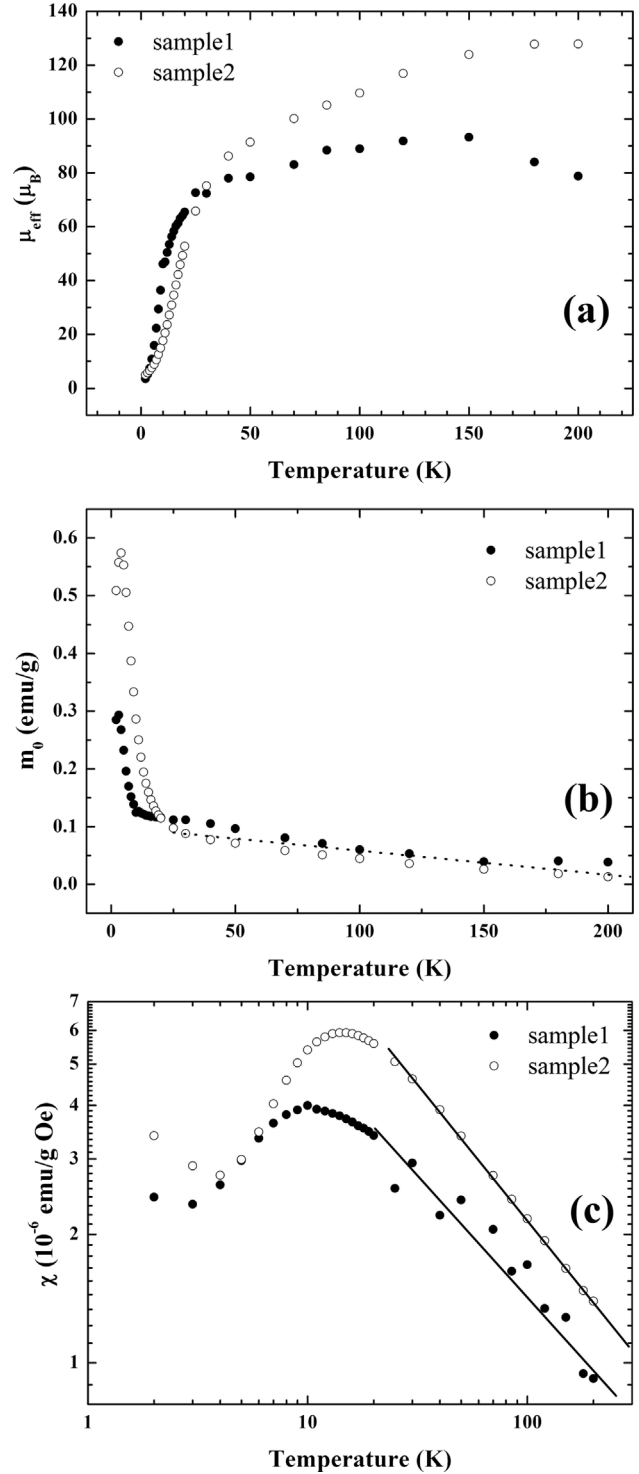 140
120
100
80
60
40
20
0
μeff (μB)
sample1
sample2
(a)
0 50 100 150 200
Temperature (K)
0.6
0.5
0.4
0.3
0.2
0.1
0.0
m0 (emu/g)
sample1
sample2
(b)
0 50 100 150 200
Temperature (K)
7
6
5
4
3
2
1
χ (10-6 emu/g Oe)
sample1
sample2
(c)
1 10 100
Temperature (K)